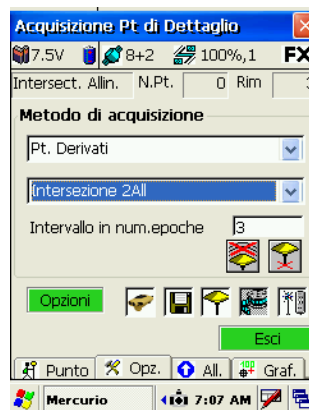 Acquisizione Pt di Dettaglio
7.5V 8+2 100%,1 FX
Intersect. Allin. N.Pt. 0 Rim 3
Metodo di acquisizione
Pt. Derivati
Intersezione 2All
Intervallo in num.epoche 3
Opzioni
Esci
Punto Opz. All. Graf.
Mercurio 7:07 AM